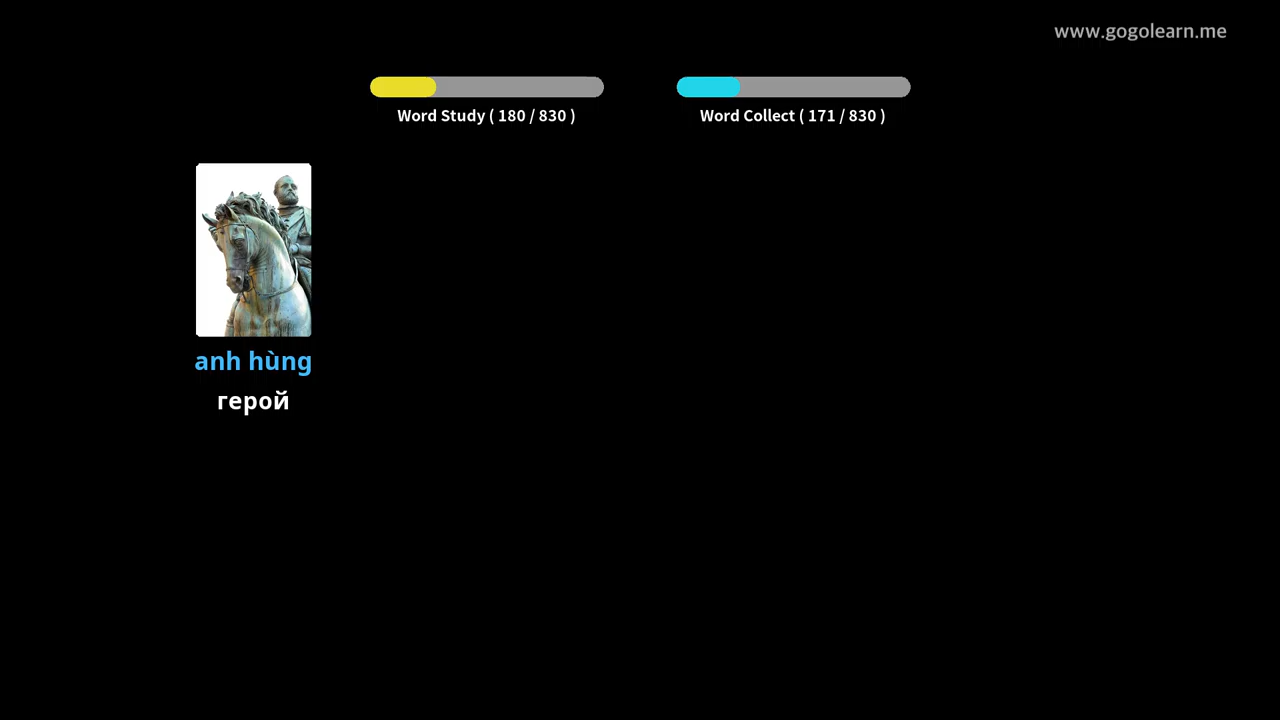 www.gogolearn.me
Word Study ( 180 / 830 )
Word Collect ( 171 / 830 )
anh hùng
герой